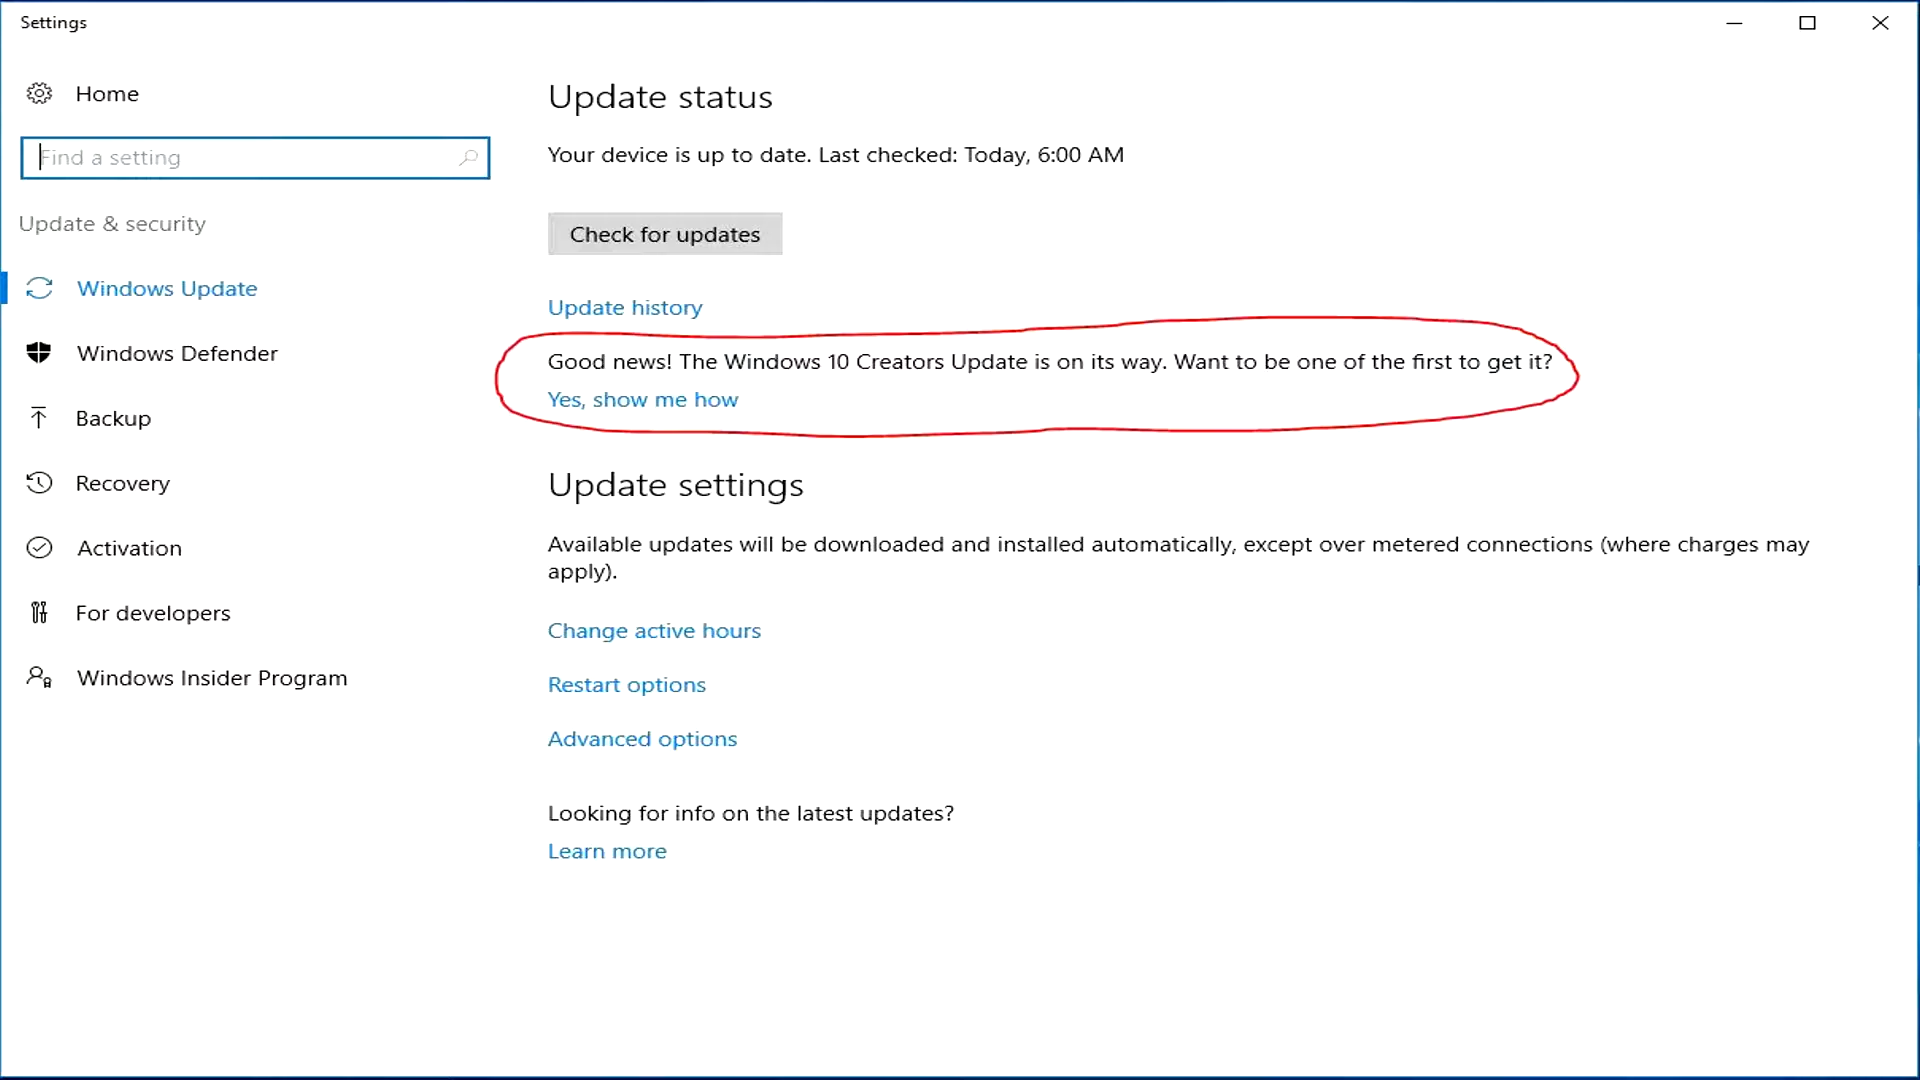 Settings
Home
Find a setting
Update & security
Windows Update
Windows Defender
Backup
Recovery
Activation
For developers
Windows Insider Program
Update status
Your device is up to date. Last checked: Today, 6:00 AM
Check for updates
Update history
Good news! The Windows 10 Creators Update is on its way. Want to be one of the first to get it?
Yes, show me how
Update settings
Available updates will be downloaded and installed automatically, except over metered connections (where charges may
apply).
Change active hours
Restart options
Advanced options
Looking for info on the latest updates?
Learn more